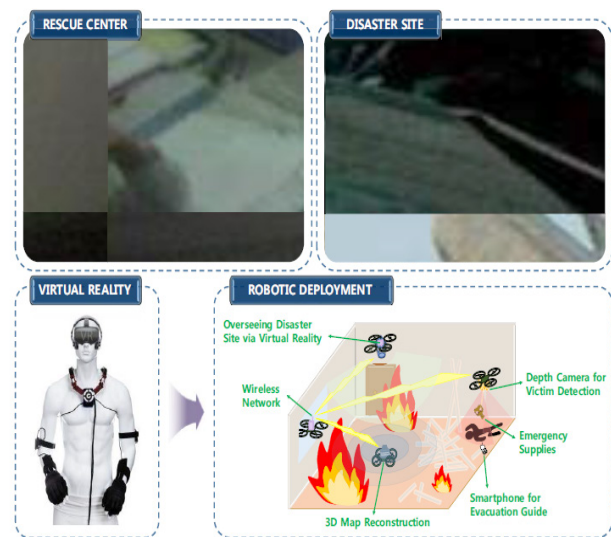 RESCUE CENTER
DISASTER SITE
VIRTUAL REALITY
ROBOTIC DEPLOYMENT
Overseeing Disaster
Site via Virtual Reality
Wireless
Network
Depth Camera for
Victim Detection
Emergency
Supplies
Smartphone for
Evacuation Guide
3D Map Reconstruction